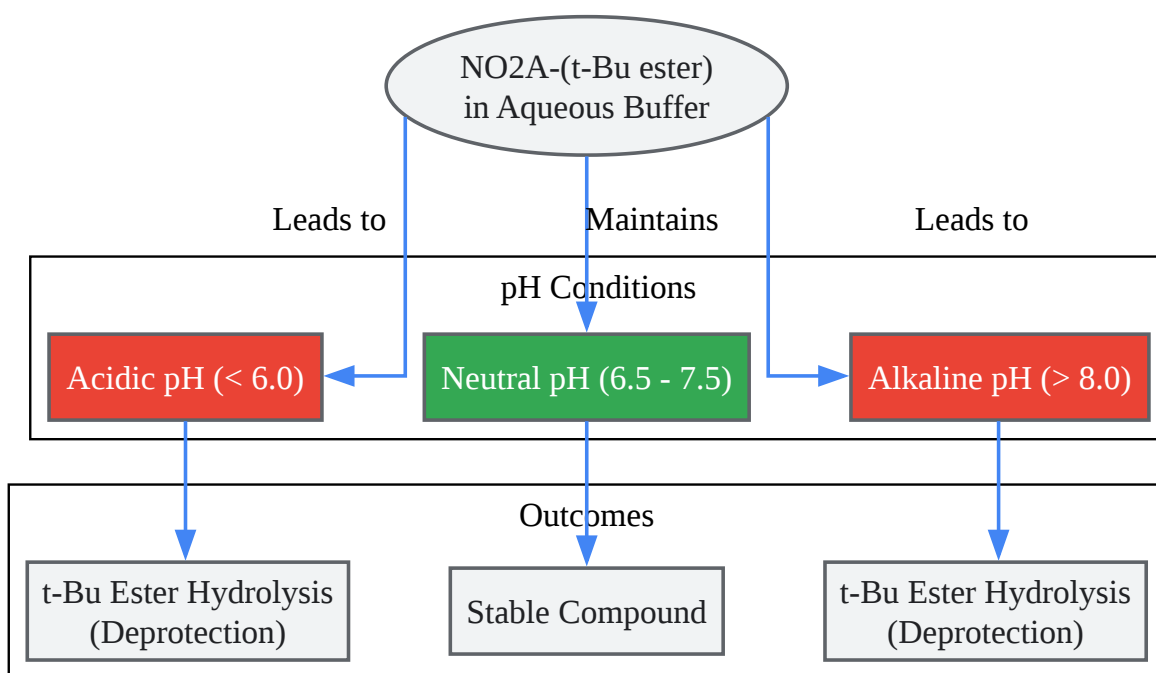 NO2A-(t-Bu ester)
in Aqueous Buffer
Leads to
Maintains
Leads to
pH Conditions
Acidic pH (< 6.0)
Neutral pH (6.5 - 7.5)
Alkaline pH (> 8.0)
Outcomes
t-Bu Ester Hydrolysis
(Deprotection)
Stable Compound
t-Bu Ester Hydrolysis
(Deprotection)